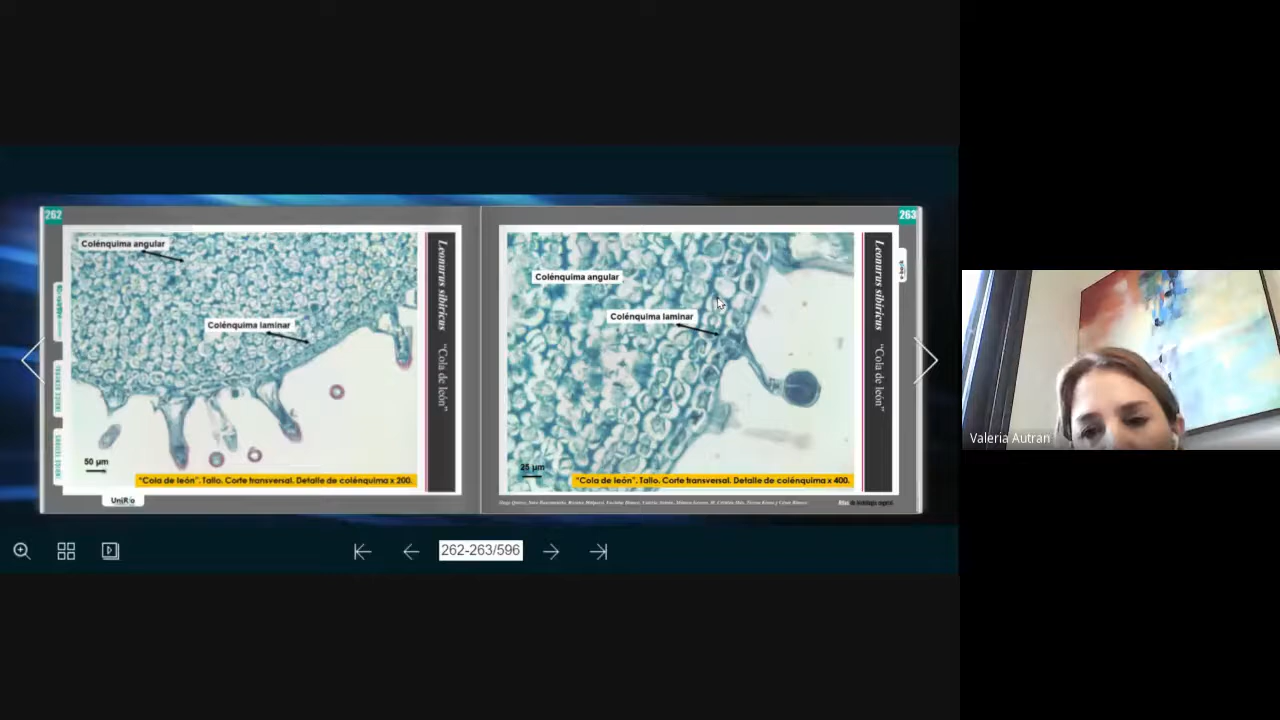 262
Colénquima angular
Colénquima laminar
50 µm
"Cola de león". Tallo. Corte transversal. Detalle de colénquima x 200.
Leonurus sibiricus "Cola de león"
UniRío
263
Colénquima angular
Colénquima laminar
25 µm
"Cola de león". Tallo. Corte transversal. Detalle de colénquima x 400.
Leonurus sibiricus "Cola de león"
262-263/596
Valeria Autran